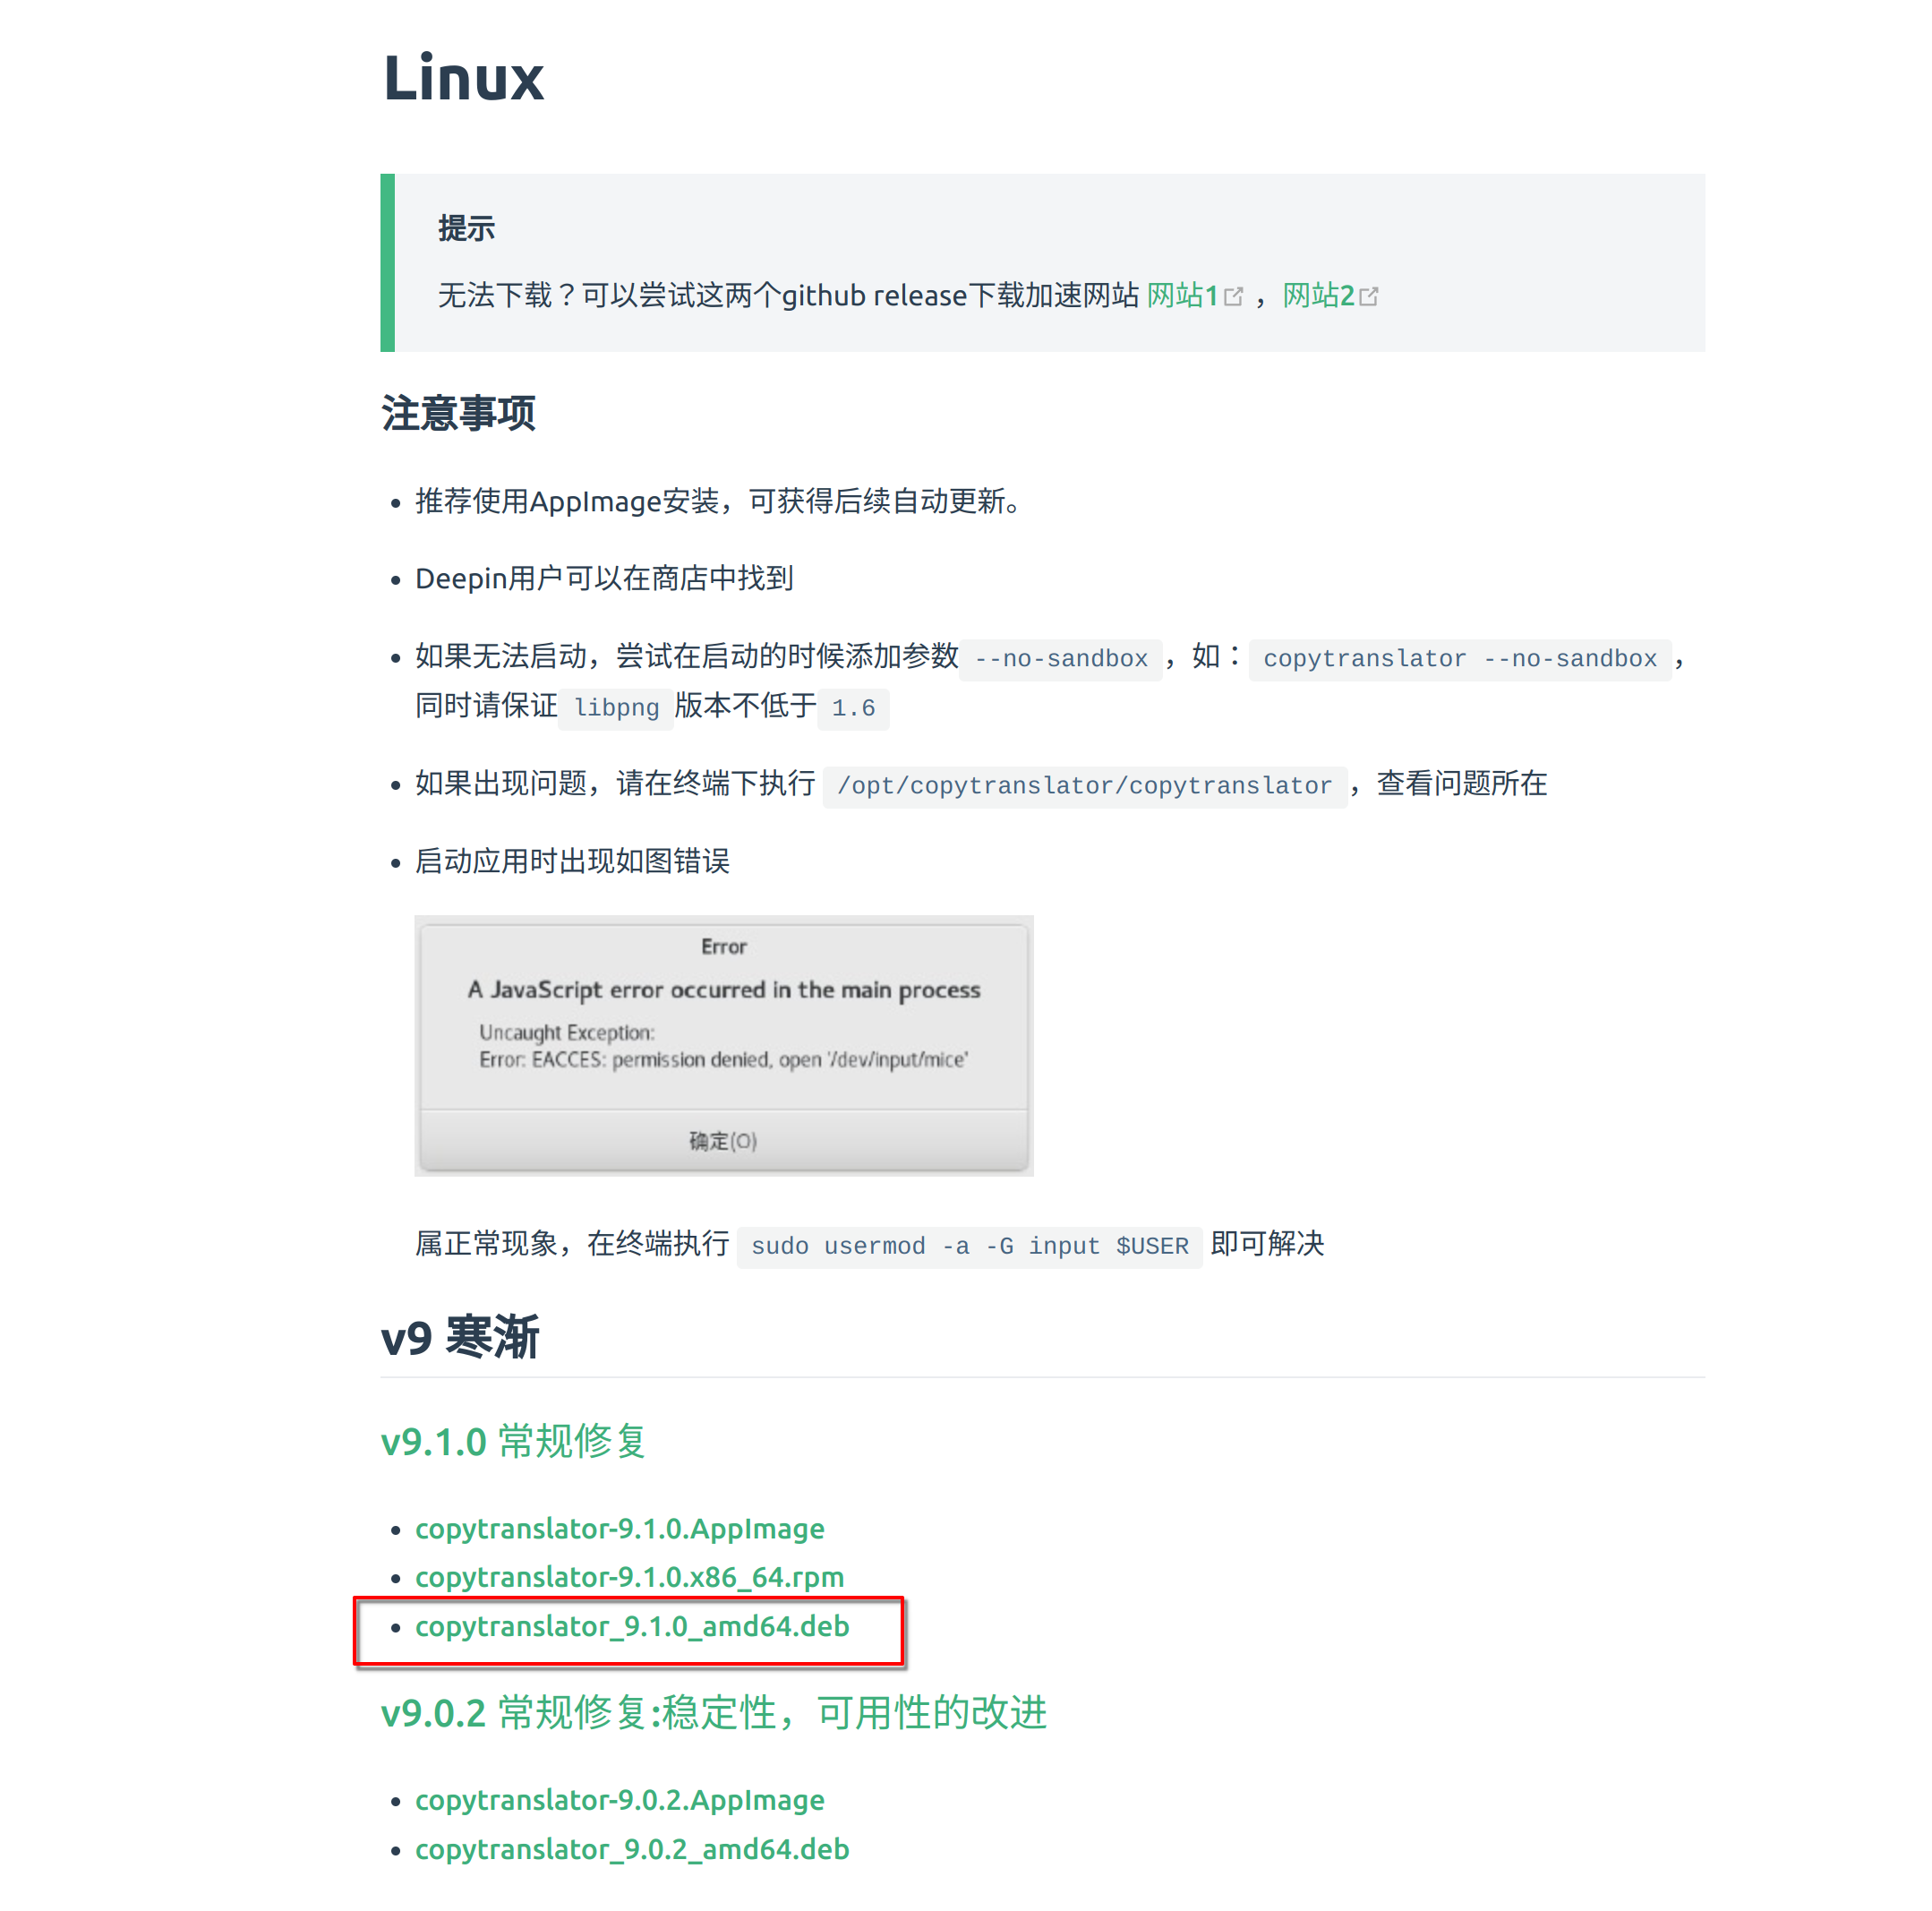 Linux
提示
无法下载？可以尝试这两个github release下载加速网站 网站1 ，网站2
注意事项
推荐使用AppImage安装，可获得后续自动更新。
Deepin用户可以在商店中找到
如果无法启动，尝试在启动的时候添加参数 --no-sandbox ，如： copytranslator --no-sandbox ，
同时请保证 libpng 版本不低于 1.6
如果出现问题，请在终端下执行 /opt/copytranslator/copytranslator ，查看问题所在
启动应用时出现如图错误
Error
A JavaScript error occurred in the main process
Uncaught Exception:
Error: EACCES: permission denied, open '/dev/input/mice'
确定(O)
属正常现象，在终端执行 sudo usermod -a -G input $USER 即可解决
v9 寒渐
v9.1.0 常规修复
copytranslator-9.1.0.AppImage
copytranslator-9.1.0.x86_64.rpm
copytranslator_9.1.0_amd64.deb
v9.0.2 常规修复:稳定性，可用性的改进
copytranslator-9.0.2.AppImage
copytranslator_9.0.2_amd64.deb